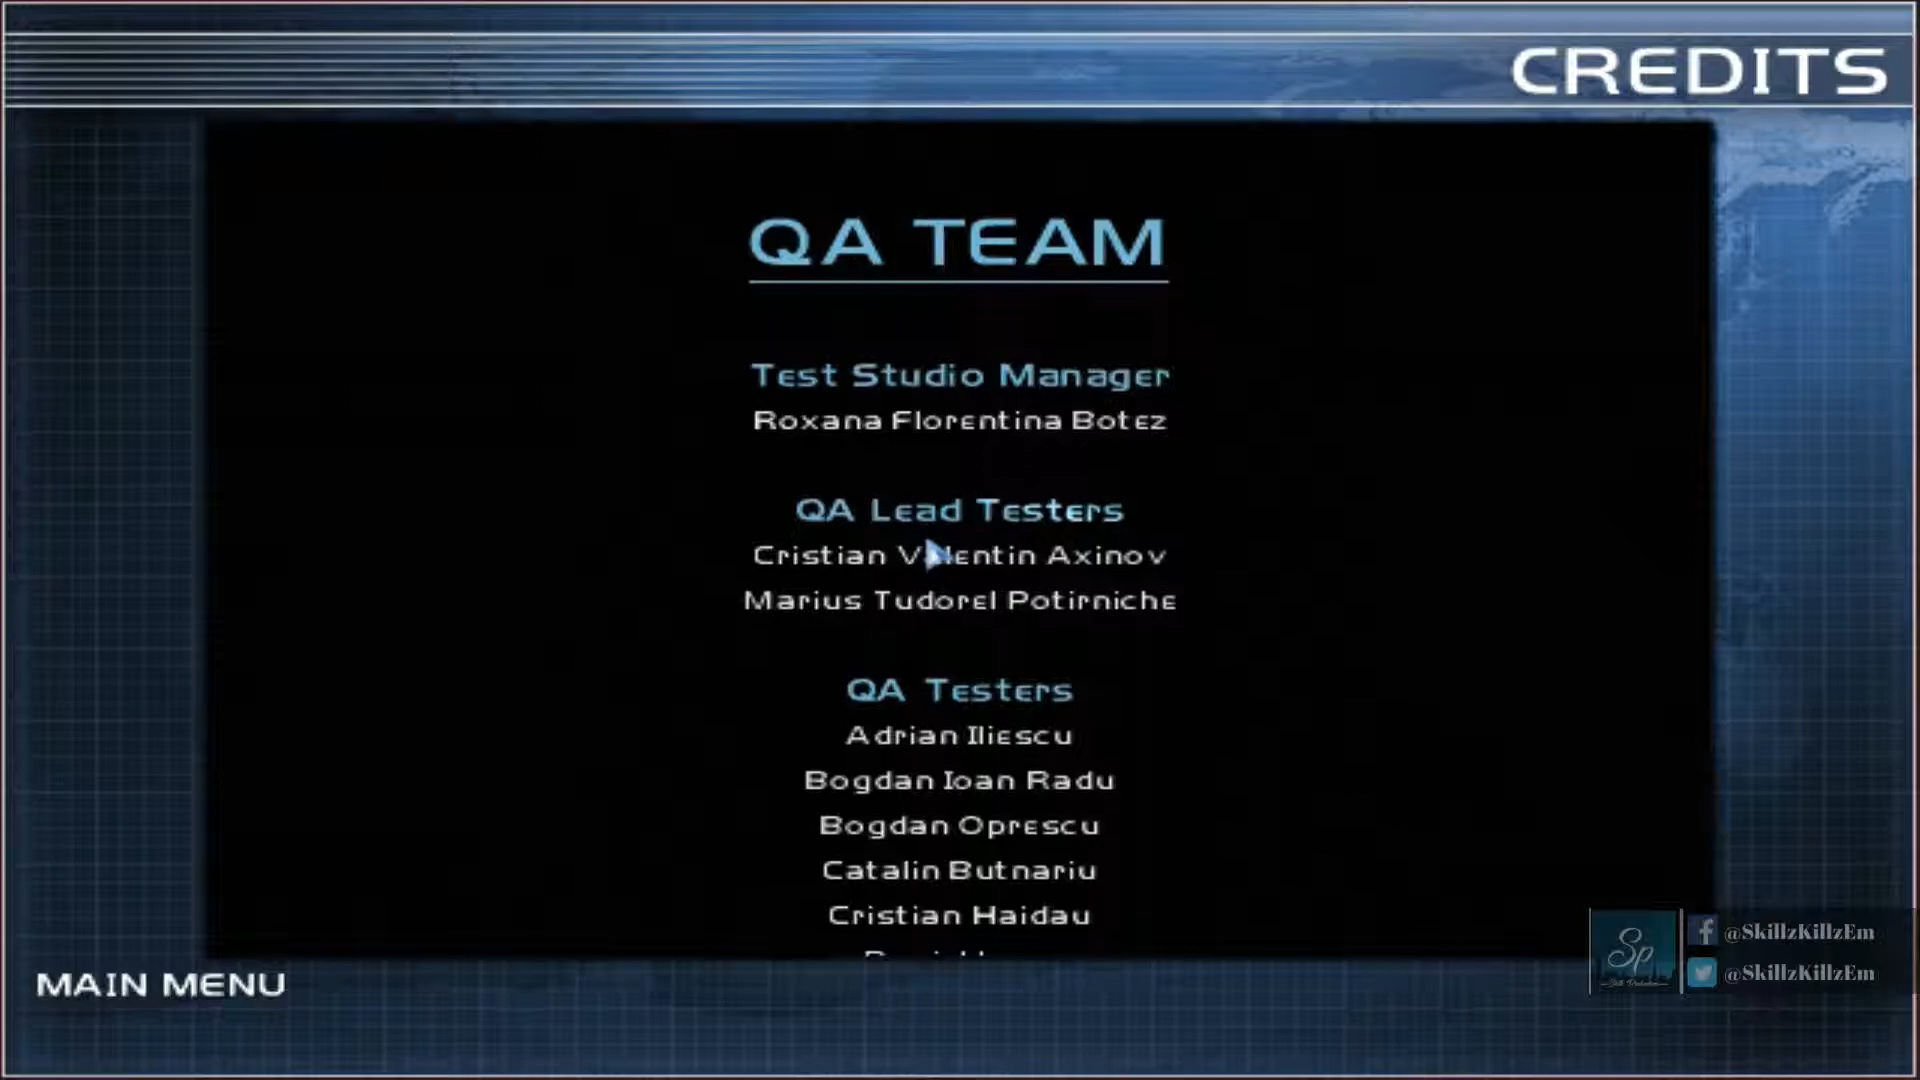 CREDITS
QA TEAM
Test Studio Manager
Roxana Florentina Botez
QA Lead Testers
Cristian Valentin Axinov
Marius Tudorel Potirniche
QA Testers
Adrian Iliescu
Bogdan Ioan Radu
Bogdan Oprescu
Catalin Butnariu
Cristian Haidau
MAIN MENU
Sp
@SkillzKillzEm
@SkillzKillzEm